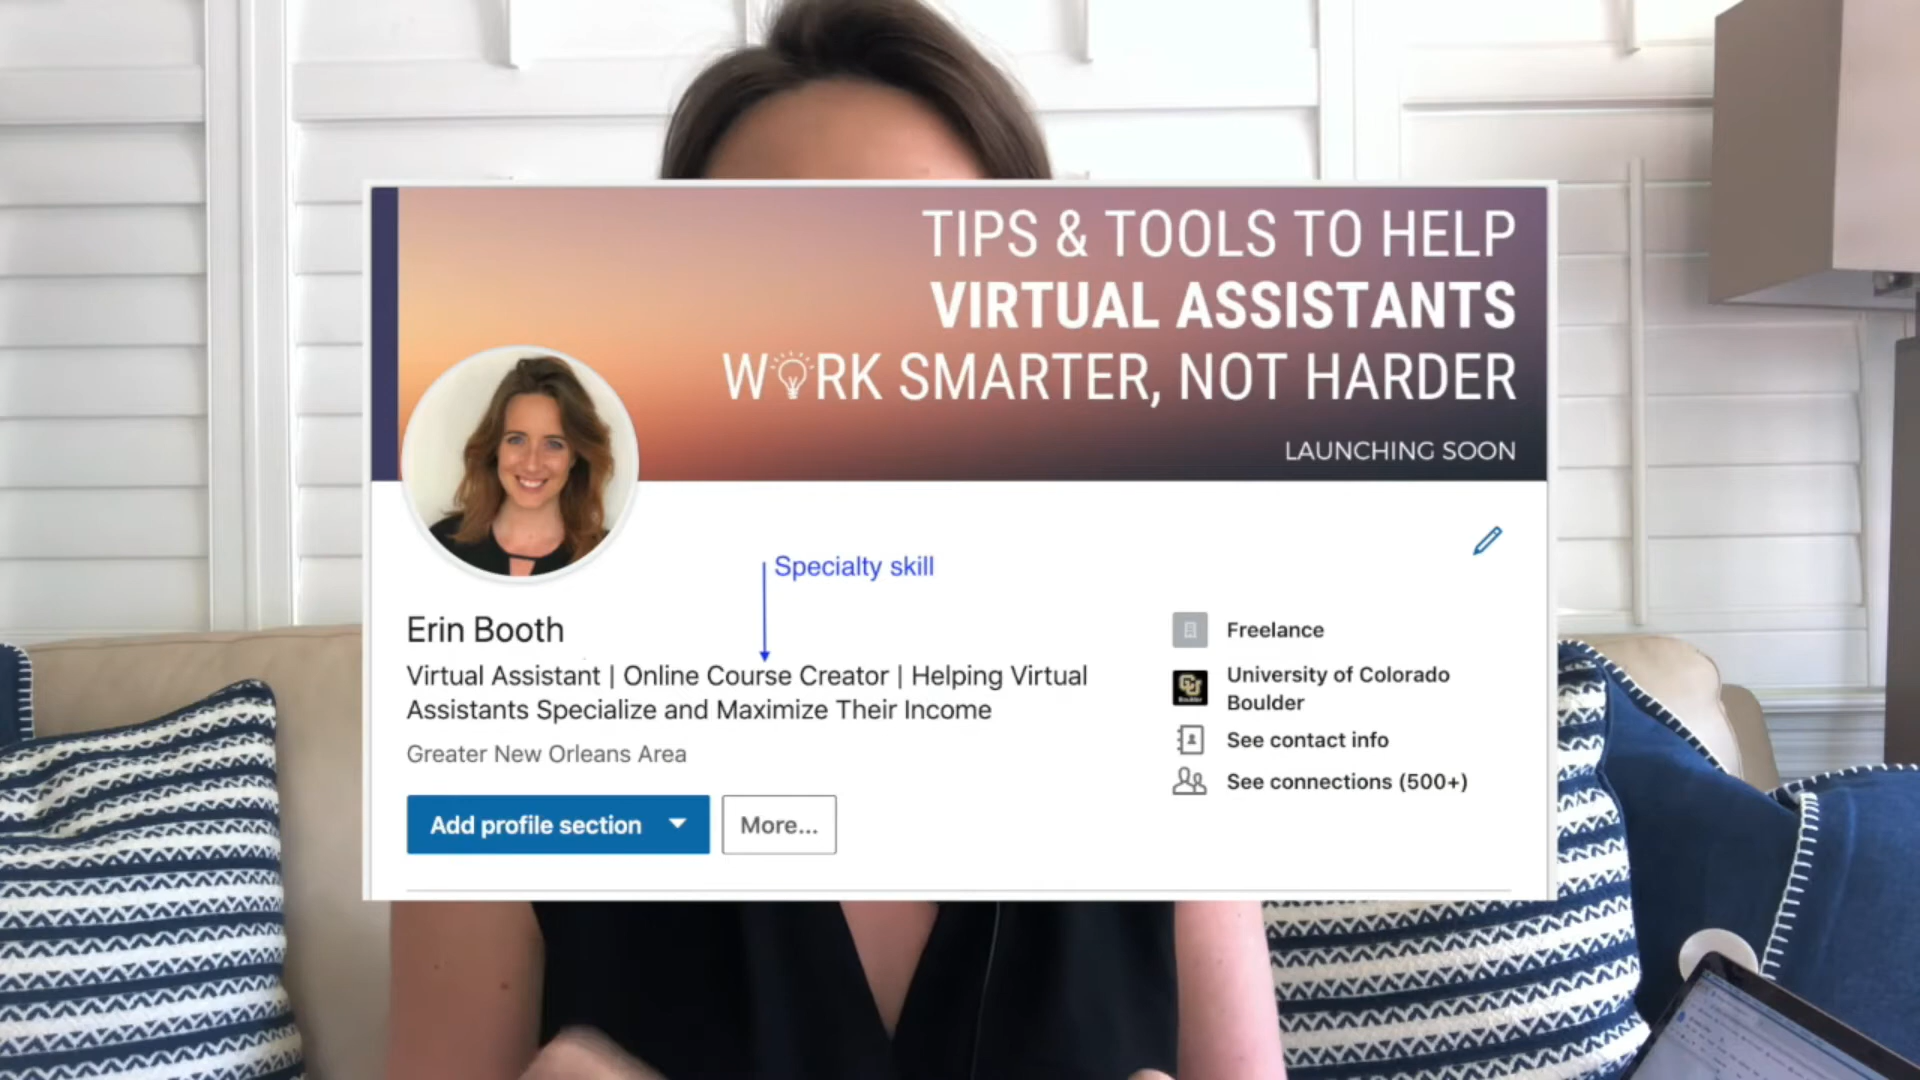 TIPS & TOOLS TO HELP
VIRTUAL ASSISTANTS
WORK SMARTER, NOT HARDER
LAUNCHING SOON
Specialty skill
Erin Booth
Virtual Assistant | Online Course Creator | Helping Virtual
Assistants Specialize and Maximize Their Income
Greater New Orleans Area
Add profile section
More...
Freelance
University of Colorado
Boulder
See contact info
See connections (500+)